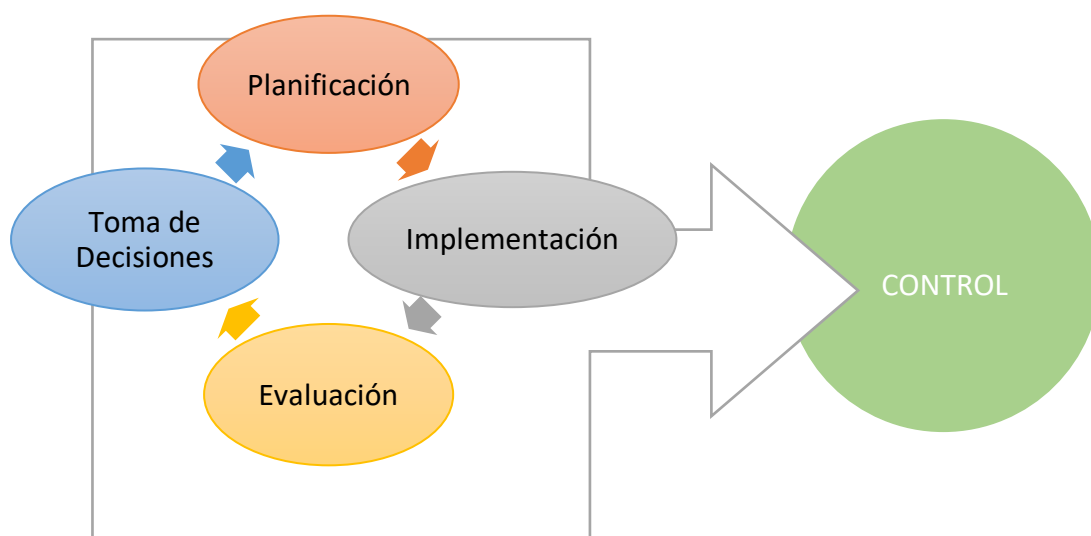 Planificación
Toma de
Decisiones
Implementación
CONTROL
Evaluación